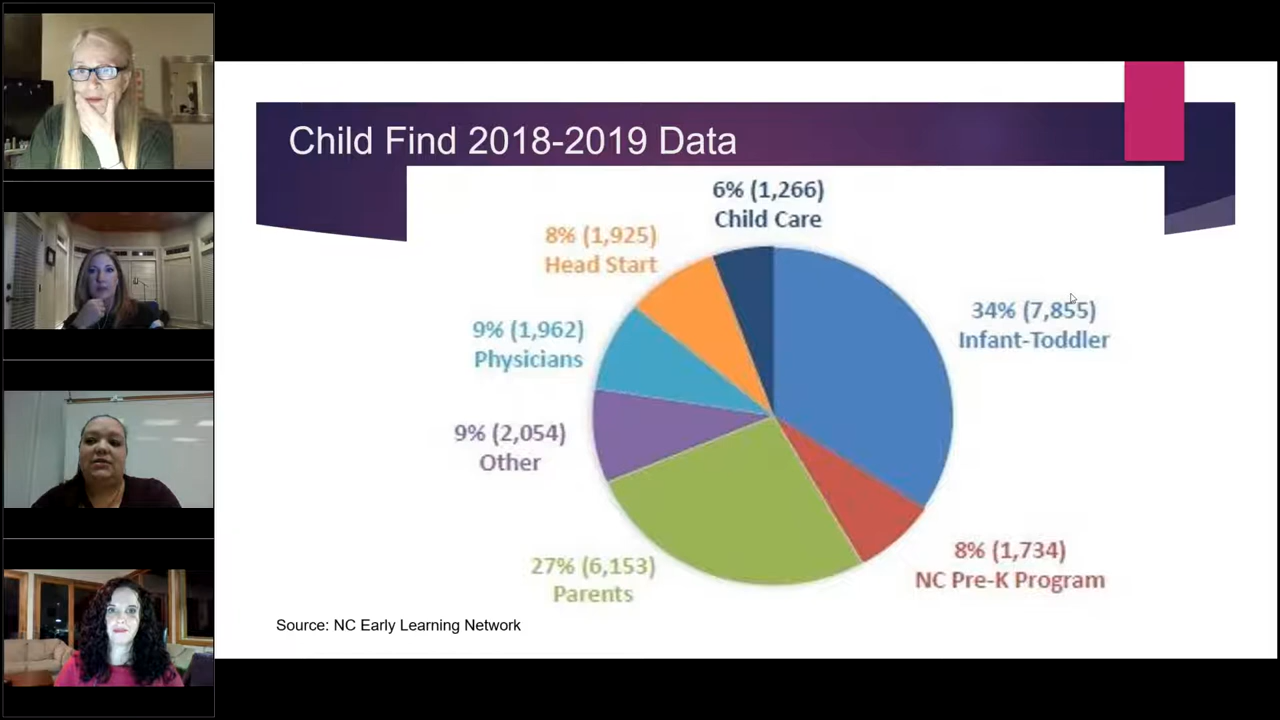 Child Find 2018-2019 Data
6% (1,266)
Child Care
8% (1,925)
Head Start
34% (7,855)
Infant-Toddler
9% (1,962)
Physicians
9% (2,054)
Other
8% (1,734)
NC Pre-K Program
27% (6,153)
Parents
Source: NC Early Learning Network